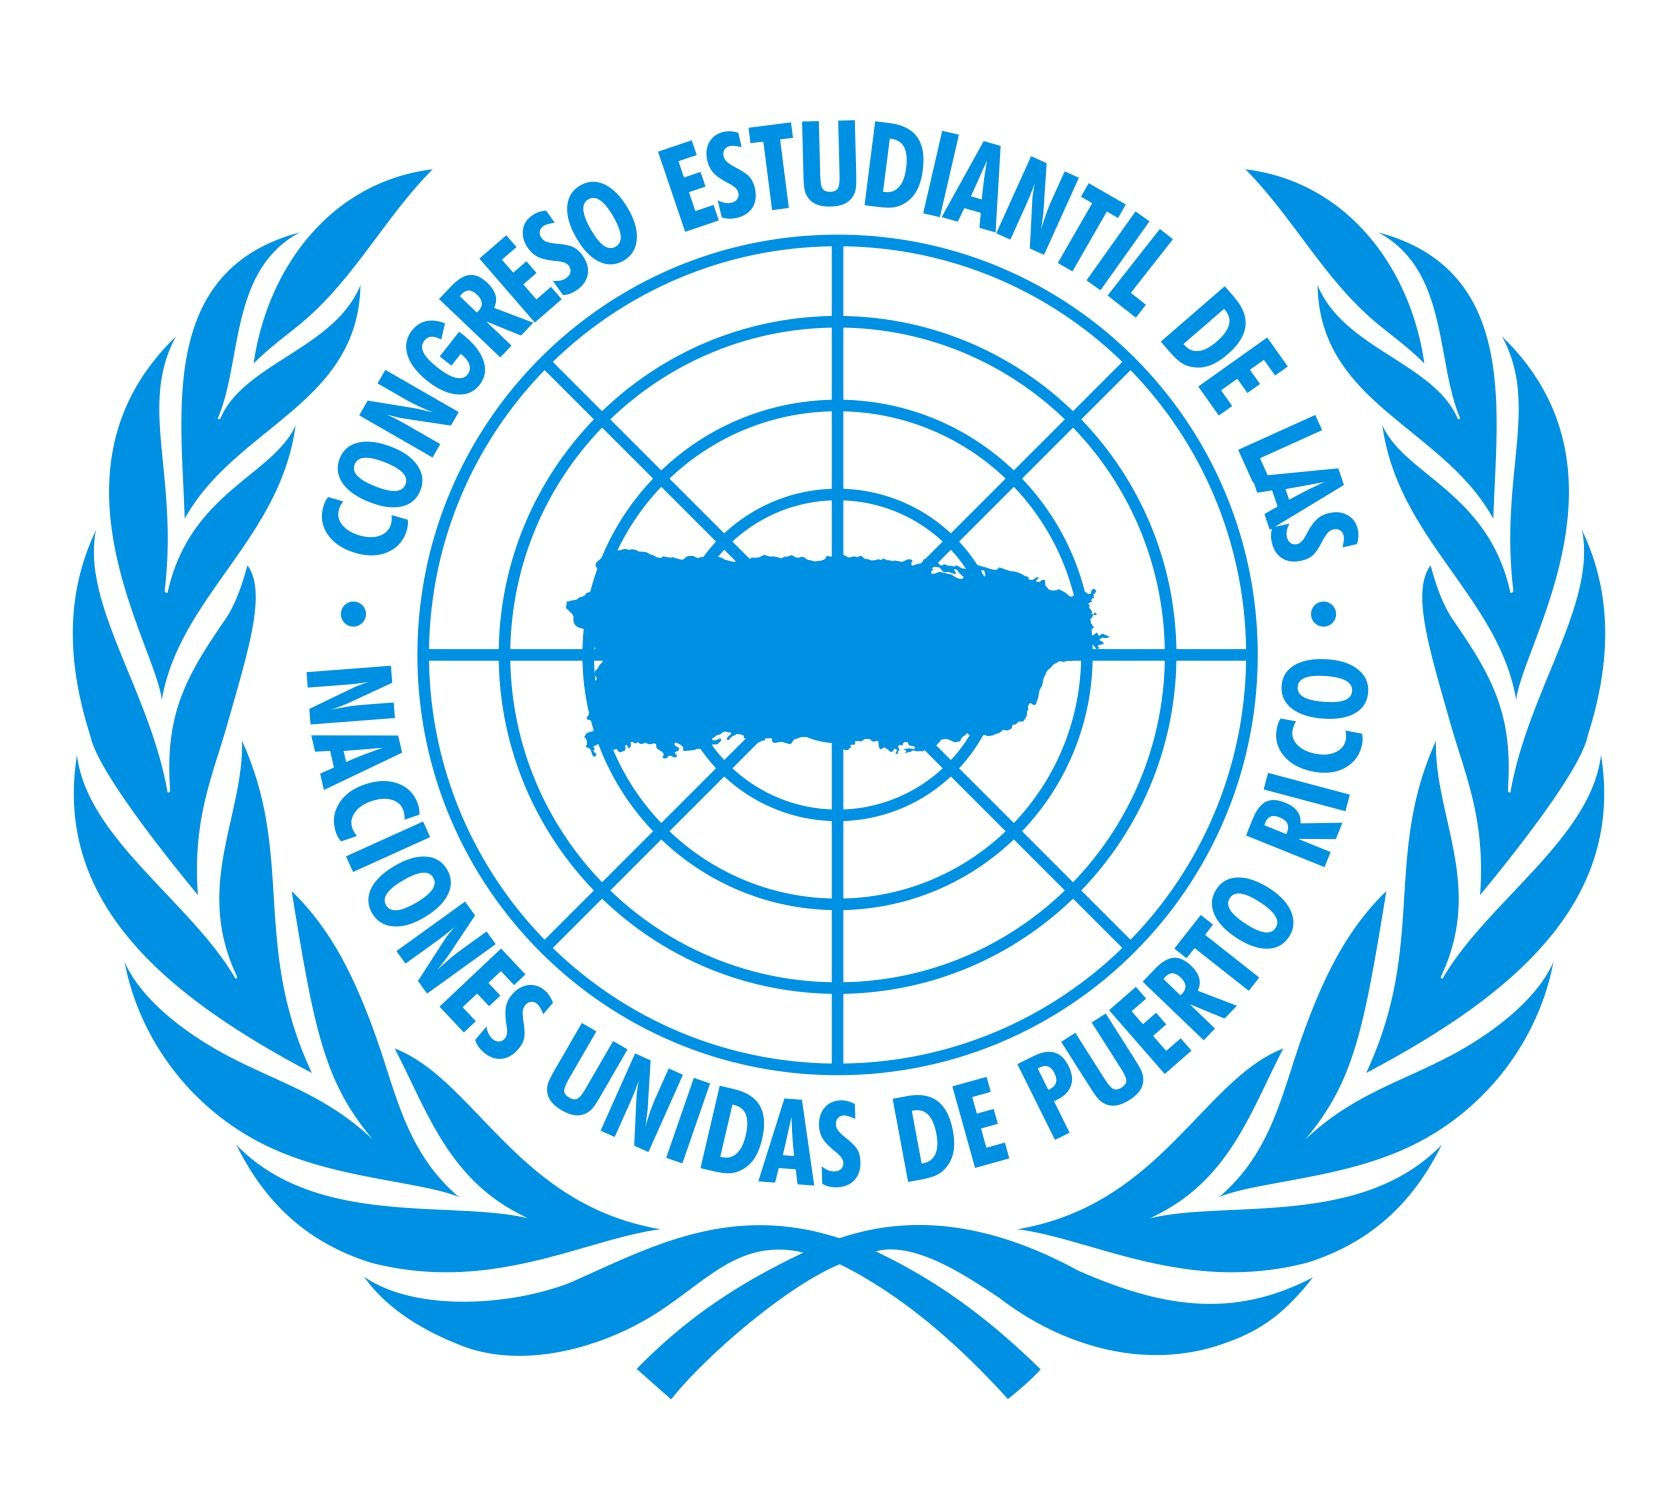 CONGRESO ESTUDIANTIL DE LAS
• NACIONES UNIDAS DE PUERTO RICO •